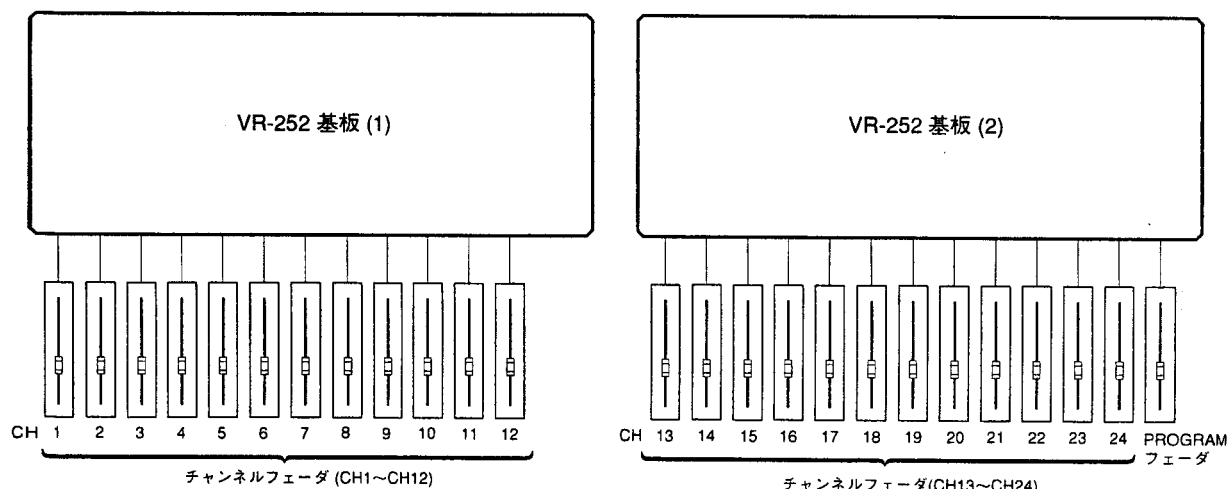 VR-252 基板 (1)
VR-252 基板 (2)
CH 1 2 3 4 5 6 7 8 9 10 11 12
チャンネルフェーダ (CH1～CH12)
CH 13 14 15 16 17 18 19 20 21 22 23 24 PROGRAM
フェーダ
チャンネルフェーダ(CH13～CH24)